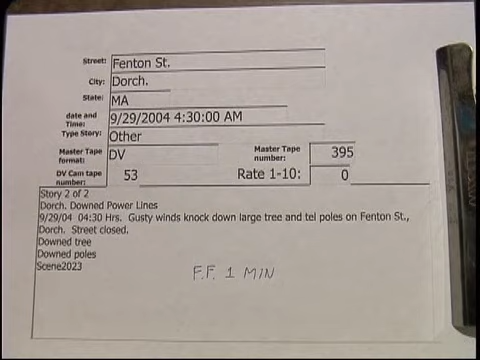 Street: Fenton St.
City: Dorch.
State: MA
date and Time: 9/29/2004 4:30:00 AM
Type Story: Other
Master Tape format: DV Master Tape number: 395
DV Cam tape number: 53 Rate 1-10: 0
Story 2 of 2
Dorch. Downed Power Lines
9/29/04 04:30 Hrs. Gusty winds knock down large tree and tel poles on Fenton St.,
Dorch. Street closed.
Downed tree
Downed poles
Scene2023
F.F. 1 MIN